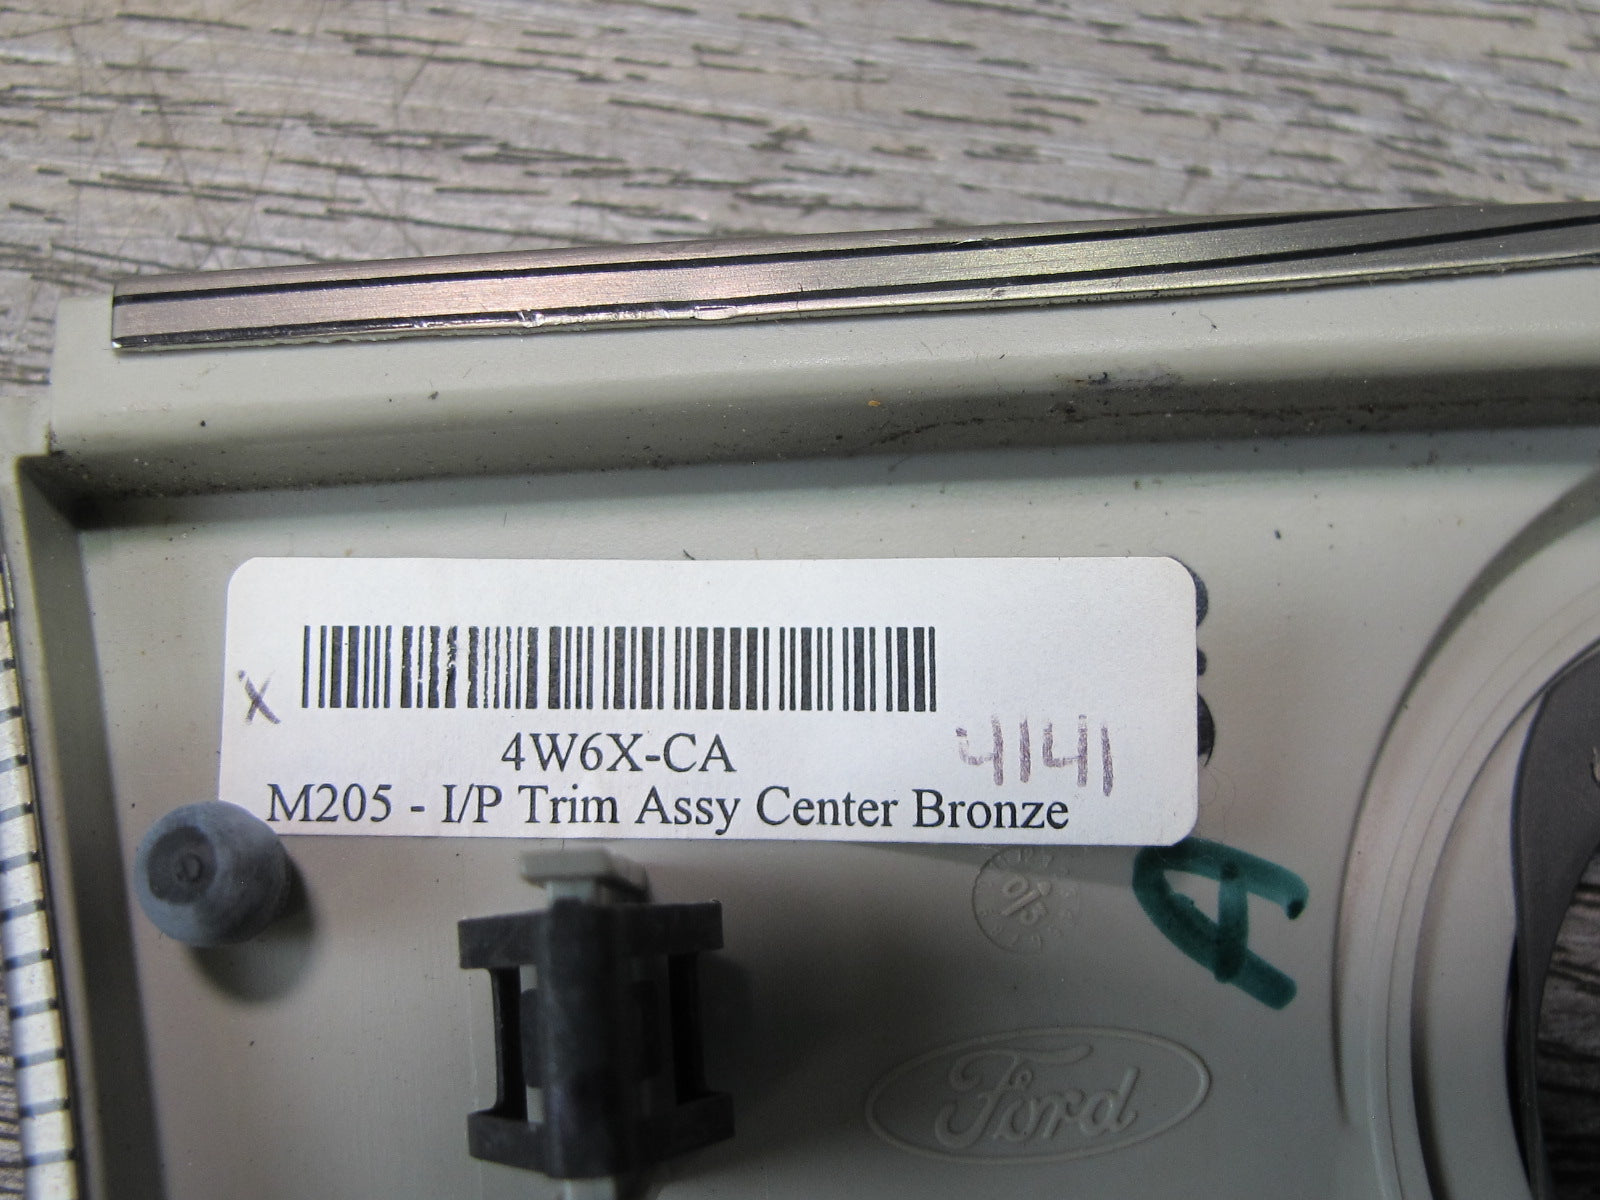 X
4W6X-CA
4141
M205 - I/P Trim Assy Center Bronze
A
Ford